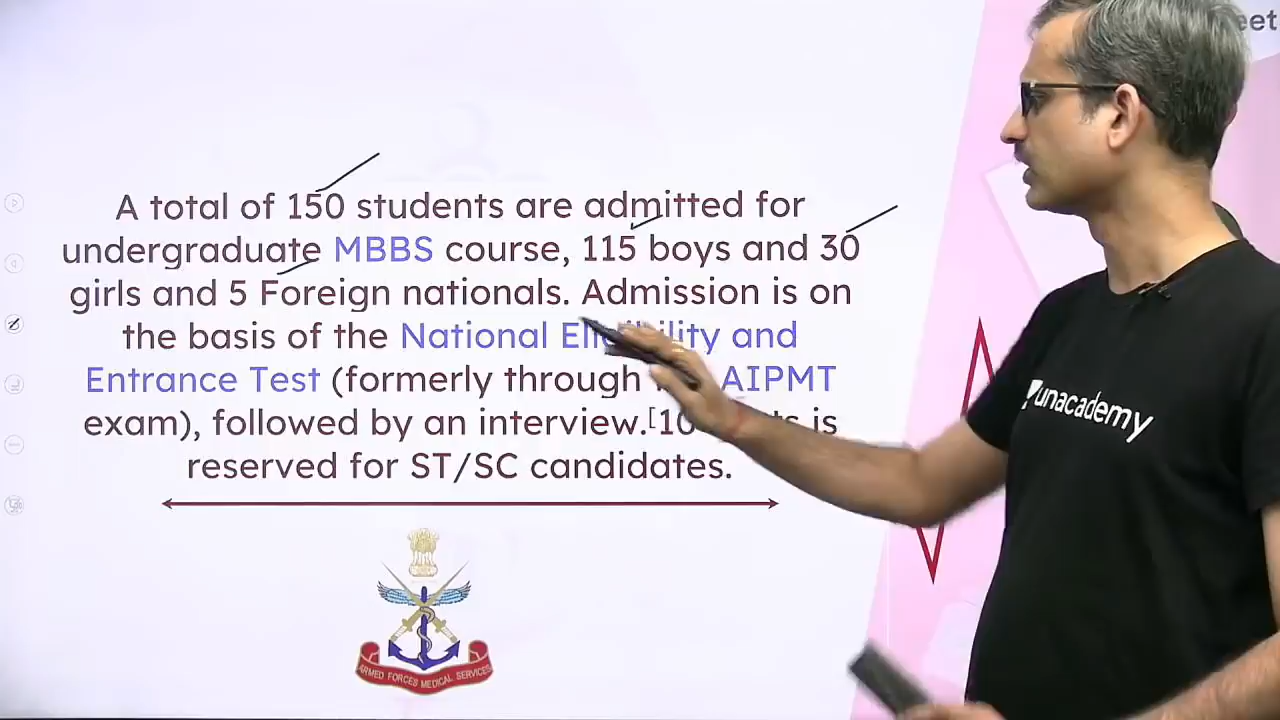 eet
A total of 150 students are admitted for
undergraduate MBBS course, 115 boys and 30
girls and 5 Foreign nationals. Admission is on
the basis of the National Eligibility and
Entrance Test (formerly through AIPMT
exam), followed by an interview.[10 is
reserved for ST/SC candidates.
unacademy
ARMED FORCES MEDICAL SERVICES